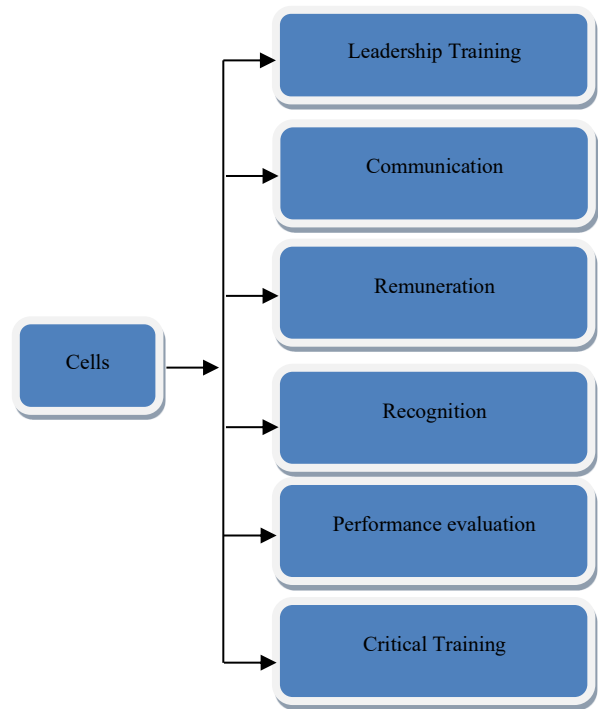 Leadership Training
Communication
Remuneration
Cells
Recognition
Performance evaluation
Critical Training